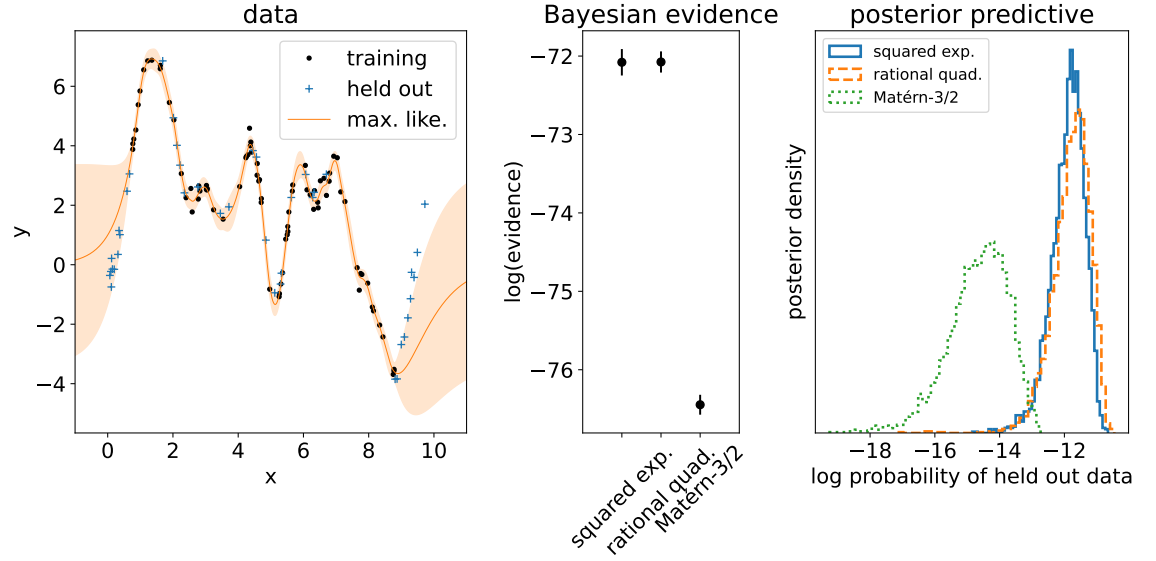 data
training
held out
max. like.
6
4
2
0
−2
−4
y
0
2
4
6
8
10
x
Bayesian evidence
−72
−73
−74
−75
−76
log(evidence)
squared exp.
rational quad.
Matérn-3/2
posterior predictive
squared exp.
rational quad.
Matérn-3/2
posterior density
−18
−16
−14
−12
log probability of held out data